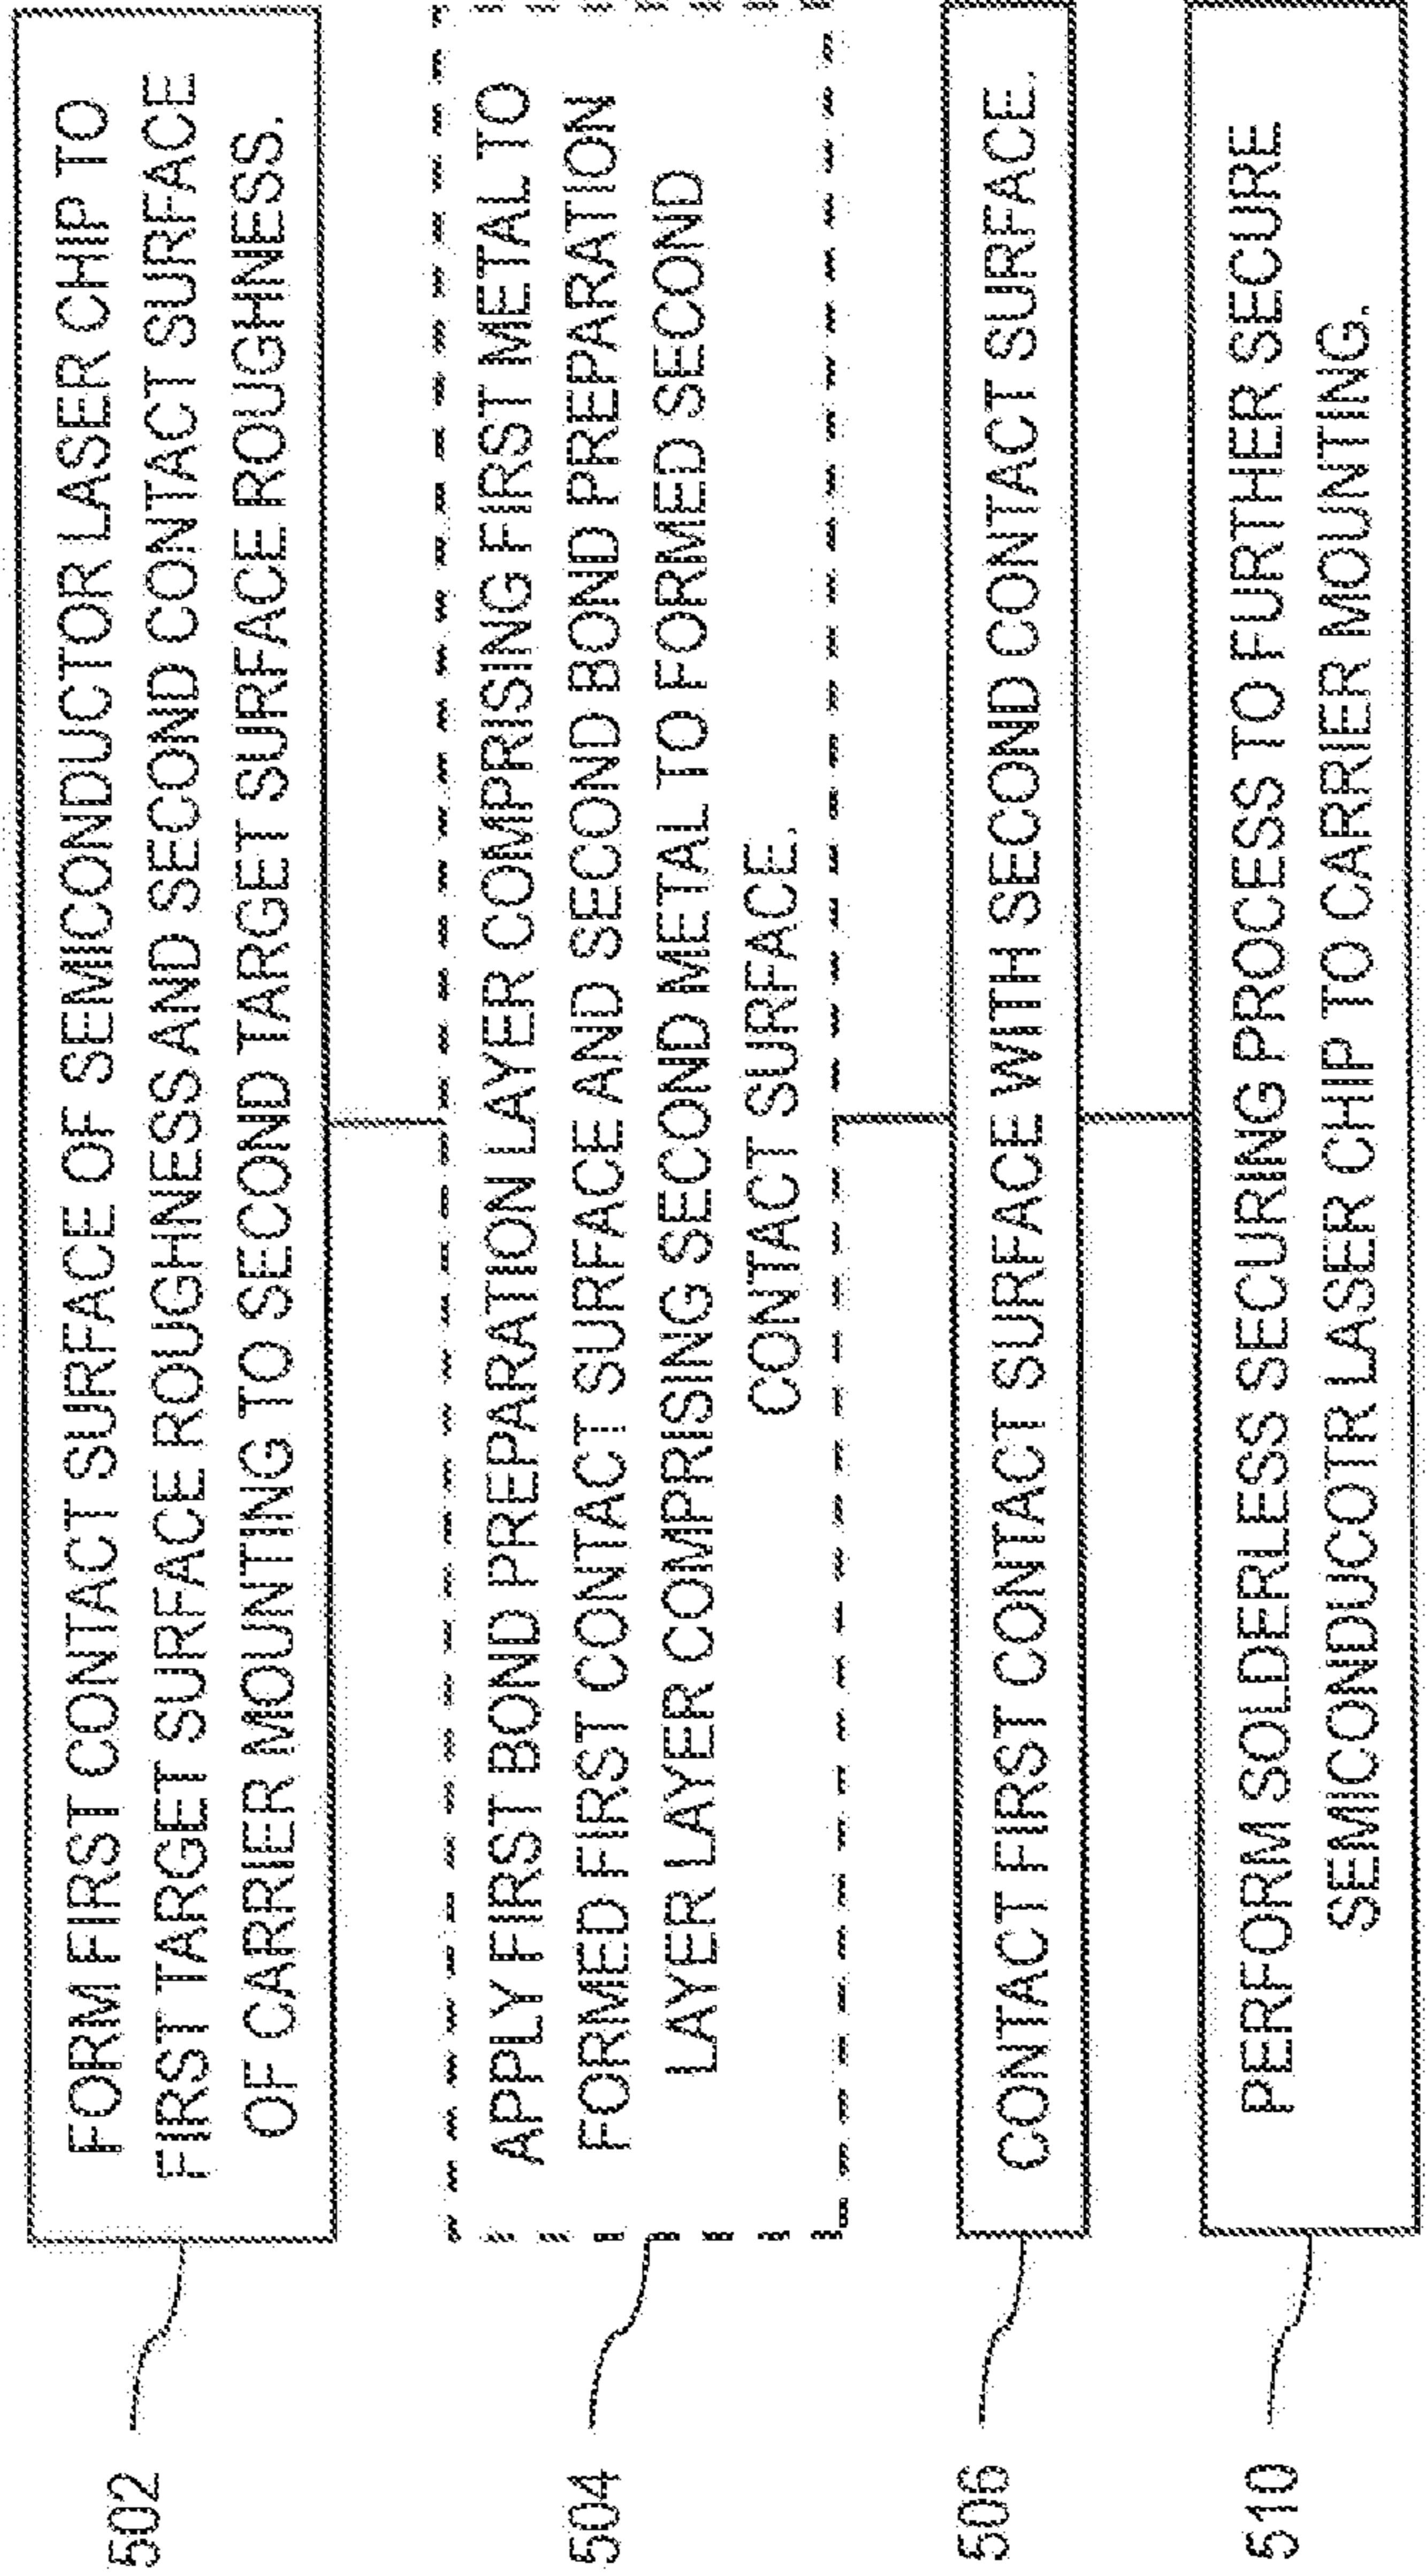 502
FORM FIRST CONTACT SURFACE OF SEMICONDUCTOR LASER CHIP TO
FIRST TARGET SURFACE ROUGHNESS AND SECOND CONTACT SURFACE
OF CARRIER MOUNTING TO SECOND TARGET SURFACE ROUGHNESS.
504
APPLY FIRST BOND PREPARATION LAYER COMPRISING FIRST METAL TO
FORMED FIRST CONTACT SURFACE AND SECOND BOND PREPARATION
LAYER LAYER COMPRISING SECOND METAL TO FORMED SECOND
CONTACT SURFACE.
506
CONTACT FIRST CONTACT SURFACE WITH SECOND CONTACT SURFACE.
510
PERFORM SOLDERLESS SECURING PROCESS TO FURTHER SECURE
SEMICONDUCOTR LASER CHIP TO CARRIER MOUNTING.